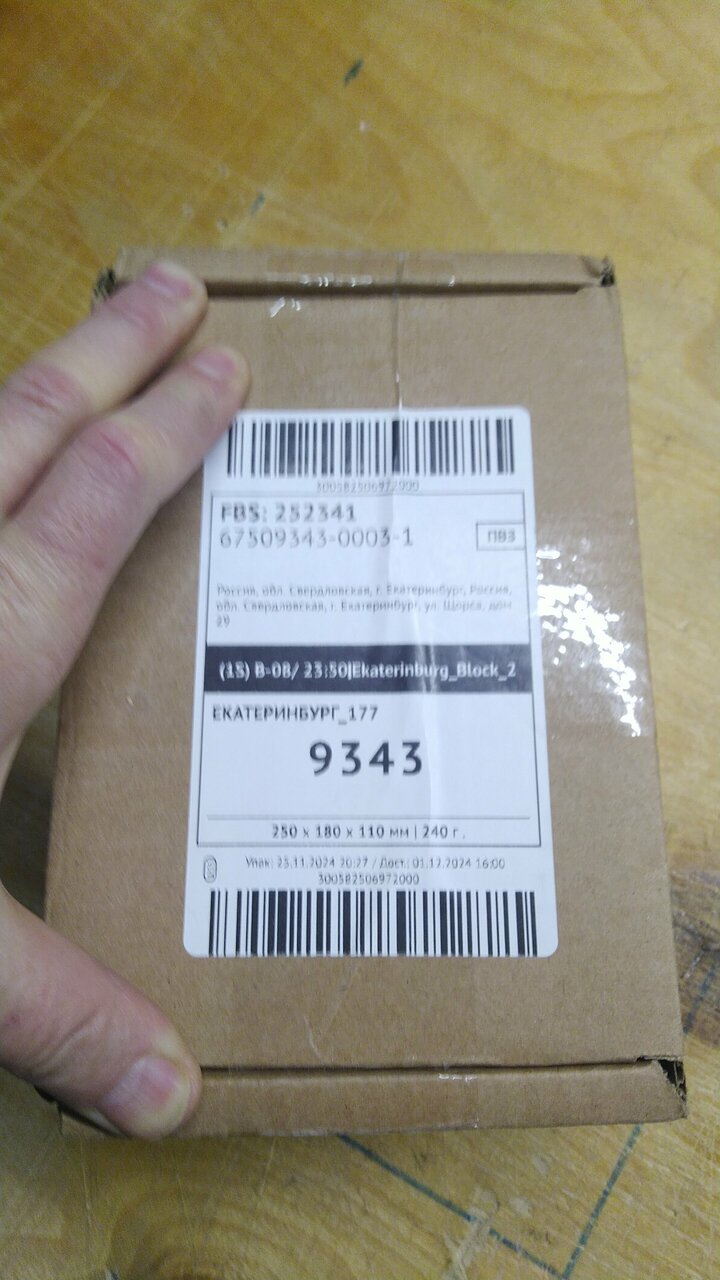 300582506972000
FBS: 252341
67509343-0003-1
ПВЗ
Россия, обл. Свердловская, г. Екатеринбург, Россия,
обл. Свердловская, г. Екатеринбург, ул. Щорса, дом
29
(15) B-08/ 23:50|Ekaterinburg_Block_2
ЕКАТЕРИНБУРГ_177
9343
250 x 180 x 110 мм | 240 г.
Упак: 23.11.2024 20:27 / Дост: 01.12.2024 16:00
300582506972000